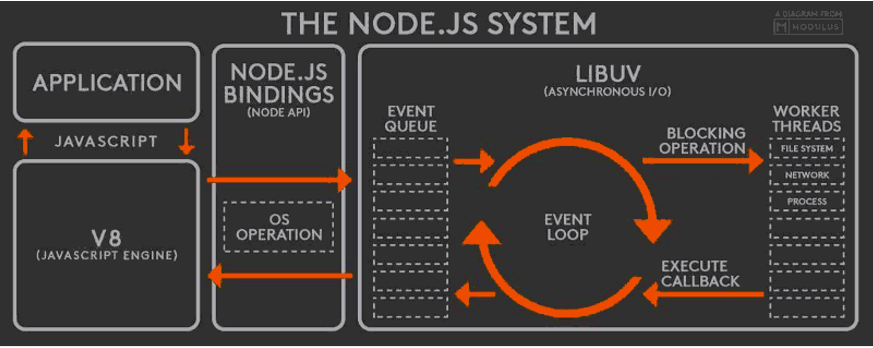 THE NODE.JS SYSTEM
A DIAGRAM FROM
MODULUS
APPLICATION
JAVASCRIPT
V8
(JAVASCRIPT ENGINE)
NODE.JS
BINDINGS
(NODE API)
OS
OPERATION
LIBUV
(ASYNCHRONOUS I/O)
EVENT
QUEUE
EVENT
LOOP
BLOCKING
OPERATION
EXECUTE
CALLBACK
WORKER
THREADS
FILE SYSTEM
NETWORK
PROCESS